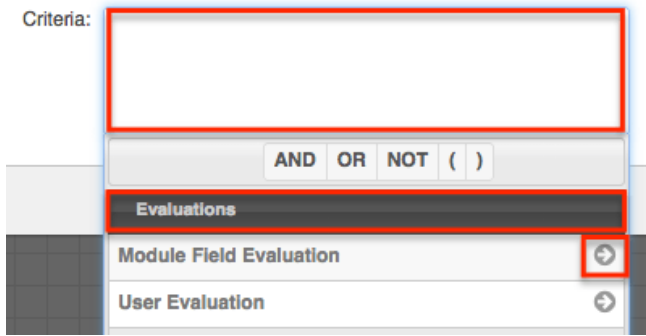 Criteria:
AND OR NOT ( )
Evaluations
Module Field Evaluation
User Evaluation